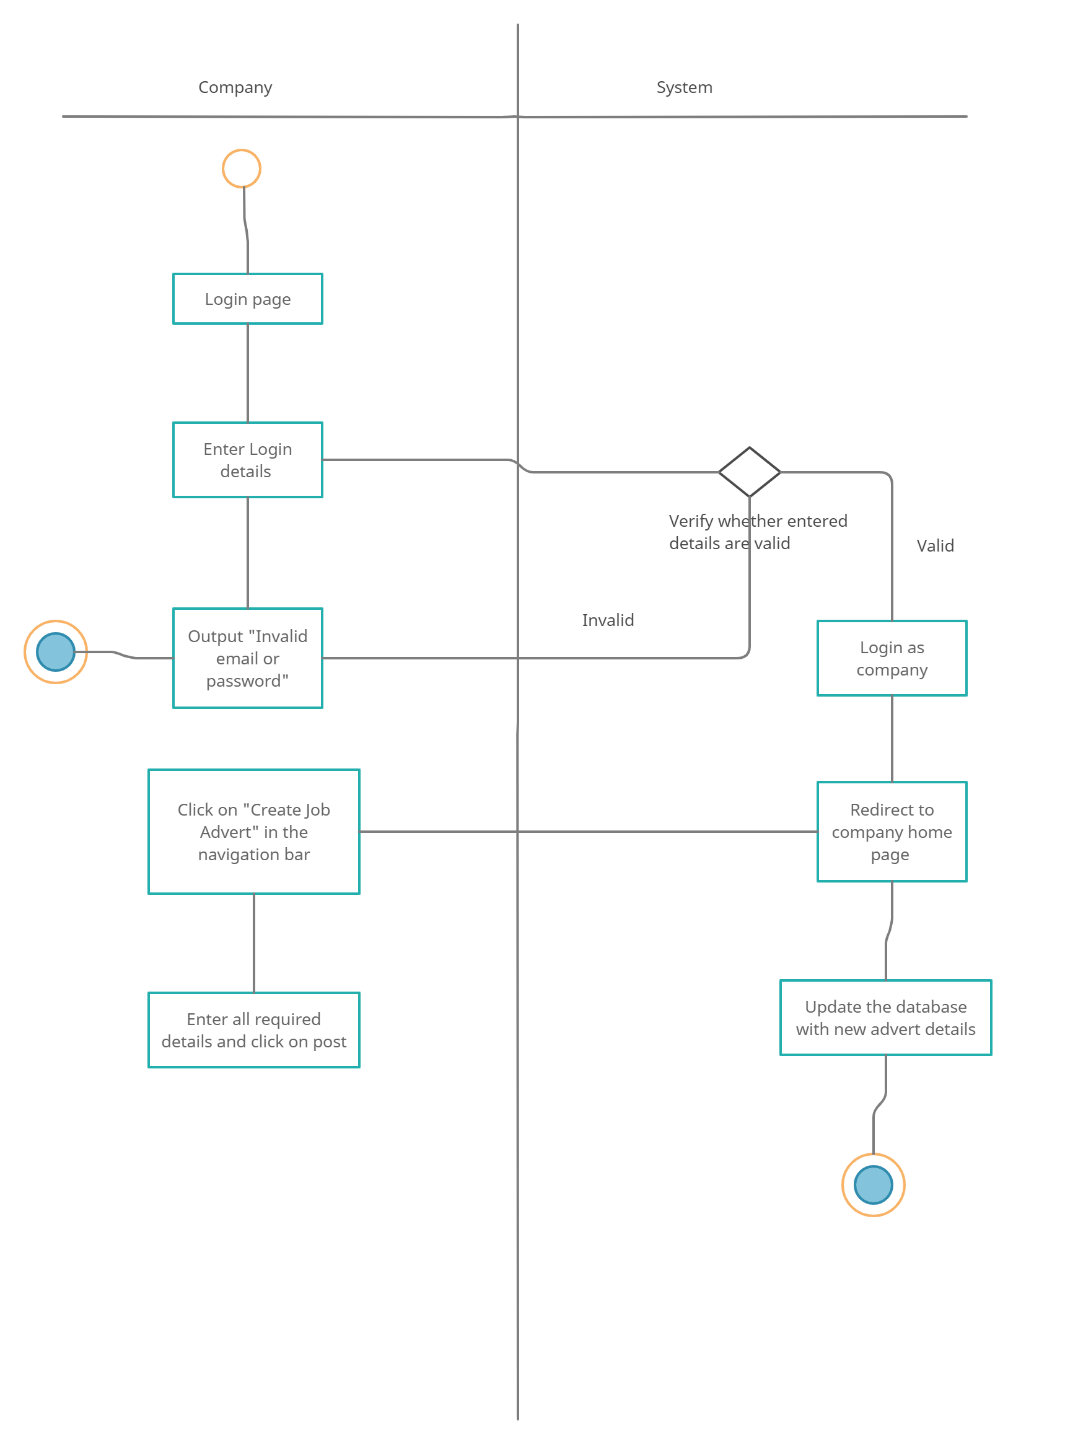 Company
System
Login page
Enter Login
details
Verify whether entered
details are valid
Valid
Invalid
Output "Invalid
email or
password"
Login as
company
Click on "Create Job
Advert" in the
navigation bar
Redirect to
company home
page
Enter all required
details and click on post
Update the database
with new advert details